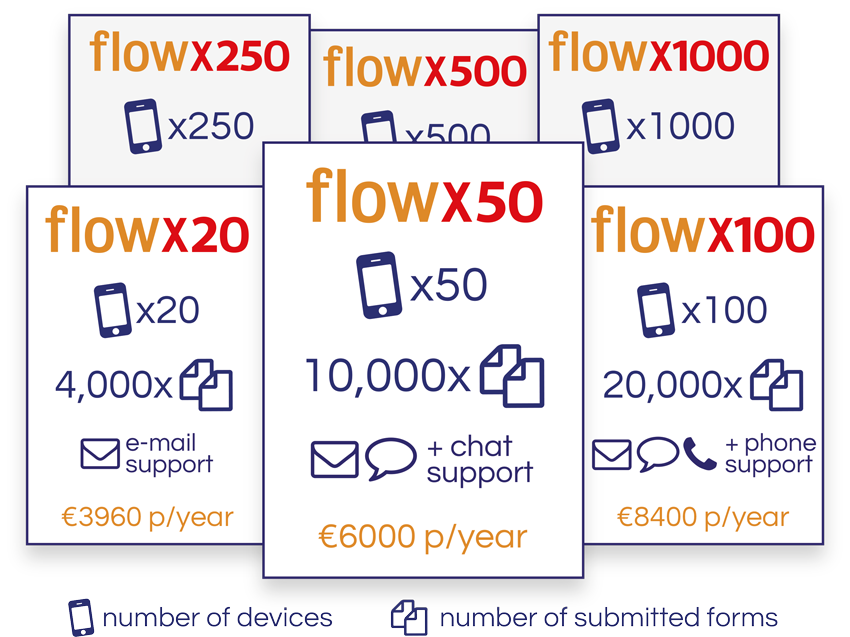 flowx250
x250
flowx500
x500
flowx1000
x1000
flowx20
x20
4,000x
e-mail
support
€3960 p/year
flowx50
x50
10,000x
+ chat
support
€6000 p/year
flowx100
x100
20,000x
+ phone
support
€8400 p/year
number of devices
number of submitted forms